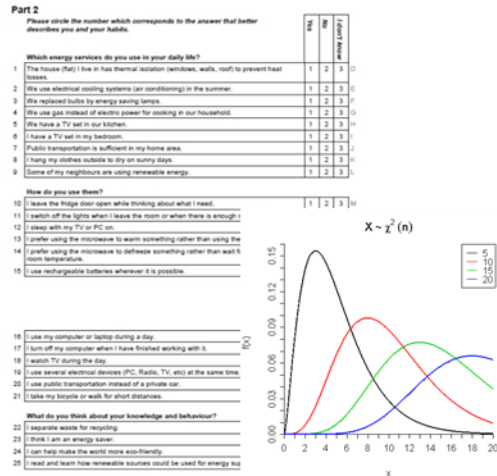 Part 2
Please circle the number which corresponds to the answer that better
describes you and your habits.
Yes
No
I don't know
Which energy services do you use in your daily life?
1 The house (flat) I live in has thermal isolation (windows, walls, roof) to prevent heat
losses. 1 2 3 D
2 We use electrical cooling systems (air conditioning) in the summer. 1 2 3 E
3 We replaced bulbs by energy saving lamps. 1 2 3 F
4 We use gas instead of electric power for cooking in our household. 1 2 3 G
5 We have a TV set in our kitchen. 1 2 3 H
6 I have a TV set in my bedroom. 1 2 3 I
7 Public transportation is sufficient in my home area. 1 2 3 J
8 I hang my clothes outside to dry on sunny days. 1 2 3 K
9 Some of my neighbours are using renewable energy. 1 2 3 L
How do you use them?
10 I leave the fridge door open while thinking about what I need. 1 2 3 M
11 I switch off the lights when I leave the room or when there is enough
12 I sleep with my TV or PC on.
13 I prefer using the microwave to warm something rather than using the
14 I prefer using the microwave to defreeze something rather than wait
room temperature.
15 I use rechargeable batteries wherever it is possible.
16 I use my computer or laptop during a day.
17 I turn off my computer when I have finished working with it.
18 I watch TV during the day.
19 I use several electrical devices (PC, Radio, TV, etc) at the same time.
20 I use public transportation instead of a private car.
21 I take my bicycle or walk for short distances.
What do you think about your knowledge and behaviour?
22 I separate waste for recycling.
23 I think I am an energy saver.
24 I can help make the world more eco-friendly.
25 I read and learn how renewable sources could be used for energy
X ~ χ² (n)
5
10
15
20
f(x)
0.15
0.12
0.09
0.06
0.03
0.00
0 2 4 6 8 10 12 14 16 18 20
x